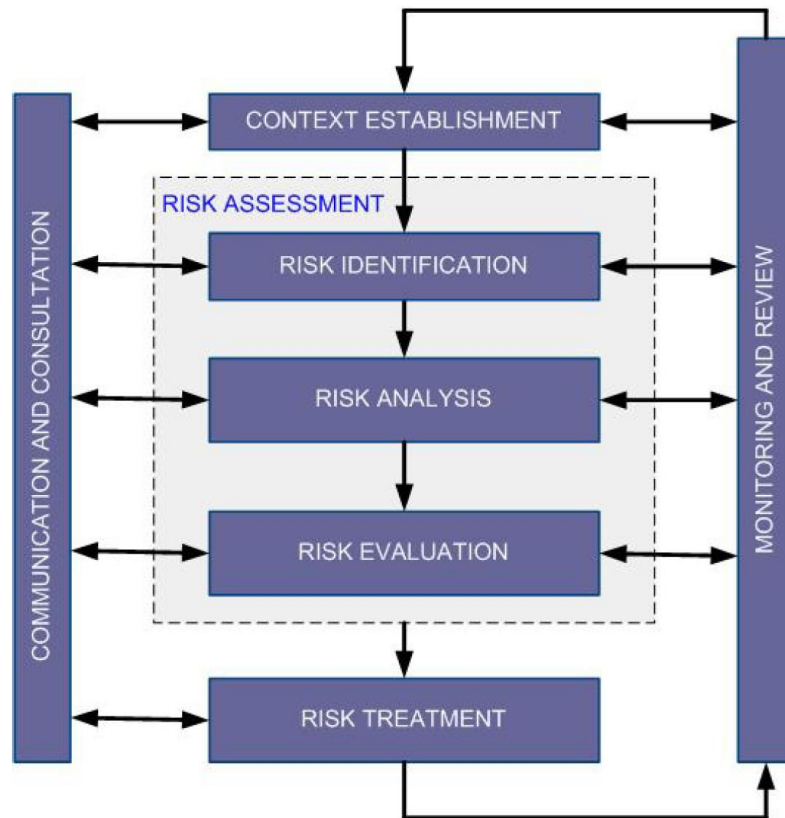 CONTEXT ESTABLISHMENT
RISK ASSESSMENT
RISK IDENTIFICATION
RISK ANALYSIS
RISK EVALUATION
RISK TREATMENT
COMMUNICATION AND CONSULTATION
MONITORING AND REVIEW